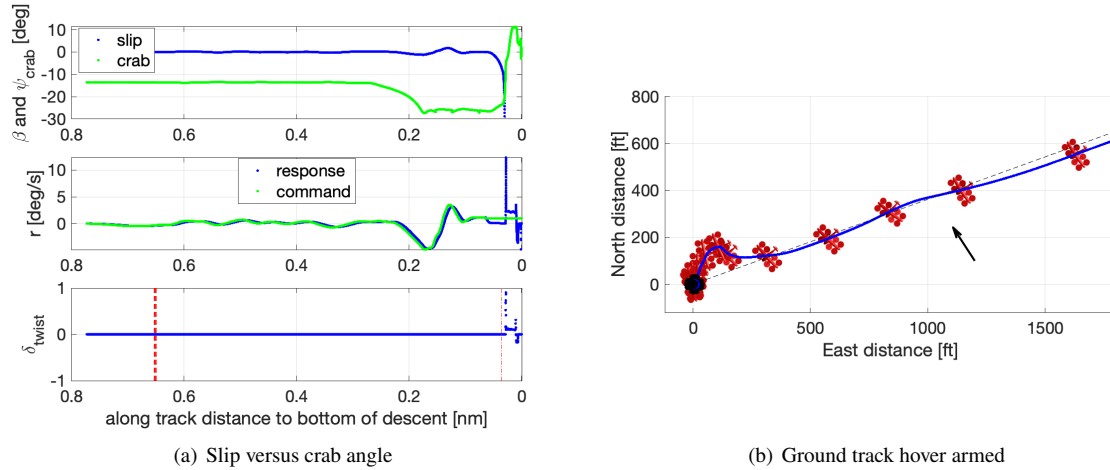 β and ψcrab [deg]
10
0
-10
-20
-30
slip
crab
0.8
0.6
0.4
0.2
0
r [deg/s]
10
5
0
response
command
0.8
0.6
0.4
0.2
0
δtwist
1
0
-1
0.8
0.6
0.4
0.2
0
along track distance to bottom of descent [nm]
(a) Slip versus crab angle
North distance [ft]
800
600
400
200
0
0
500
1000
1500
East distance [ft]
(b) Ground track hover armed